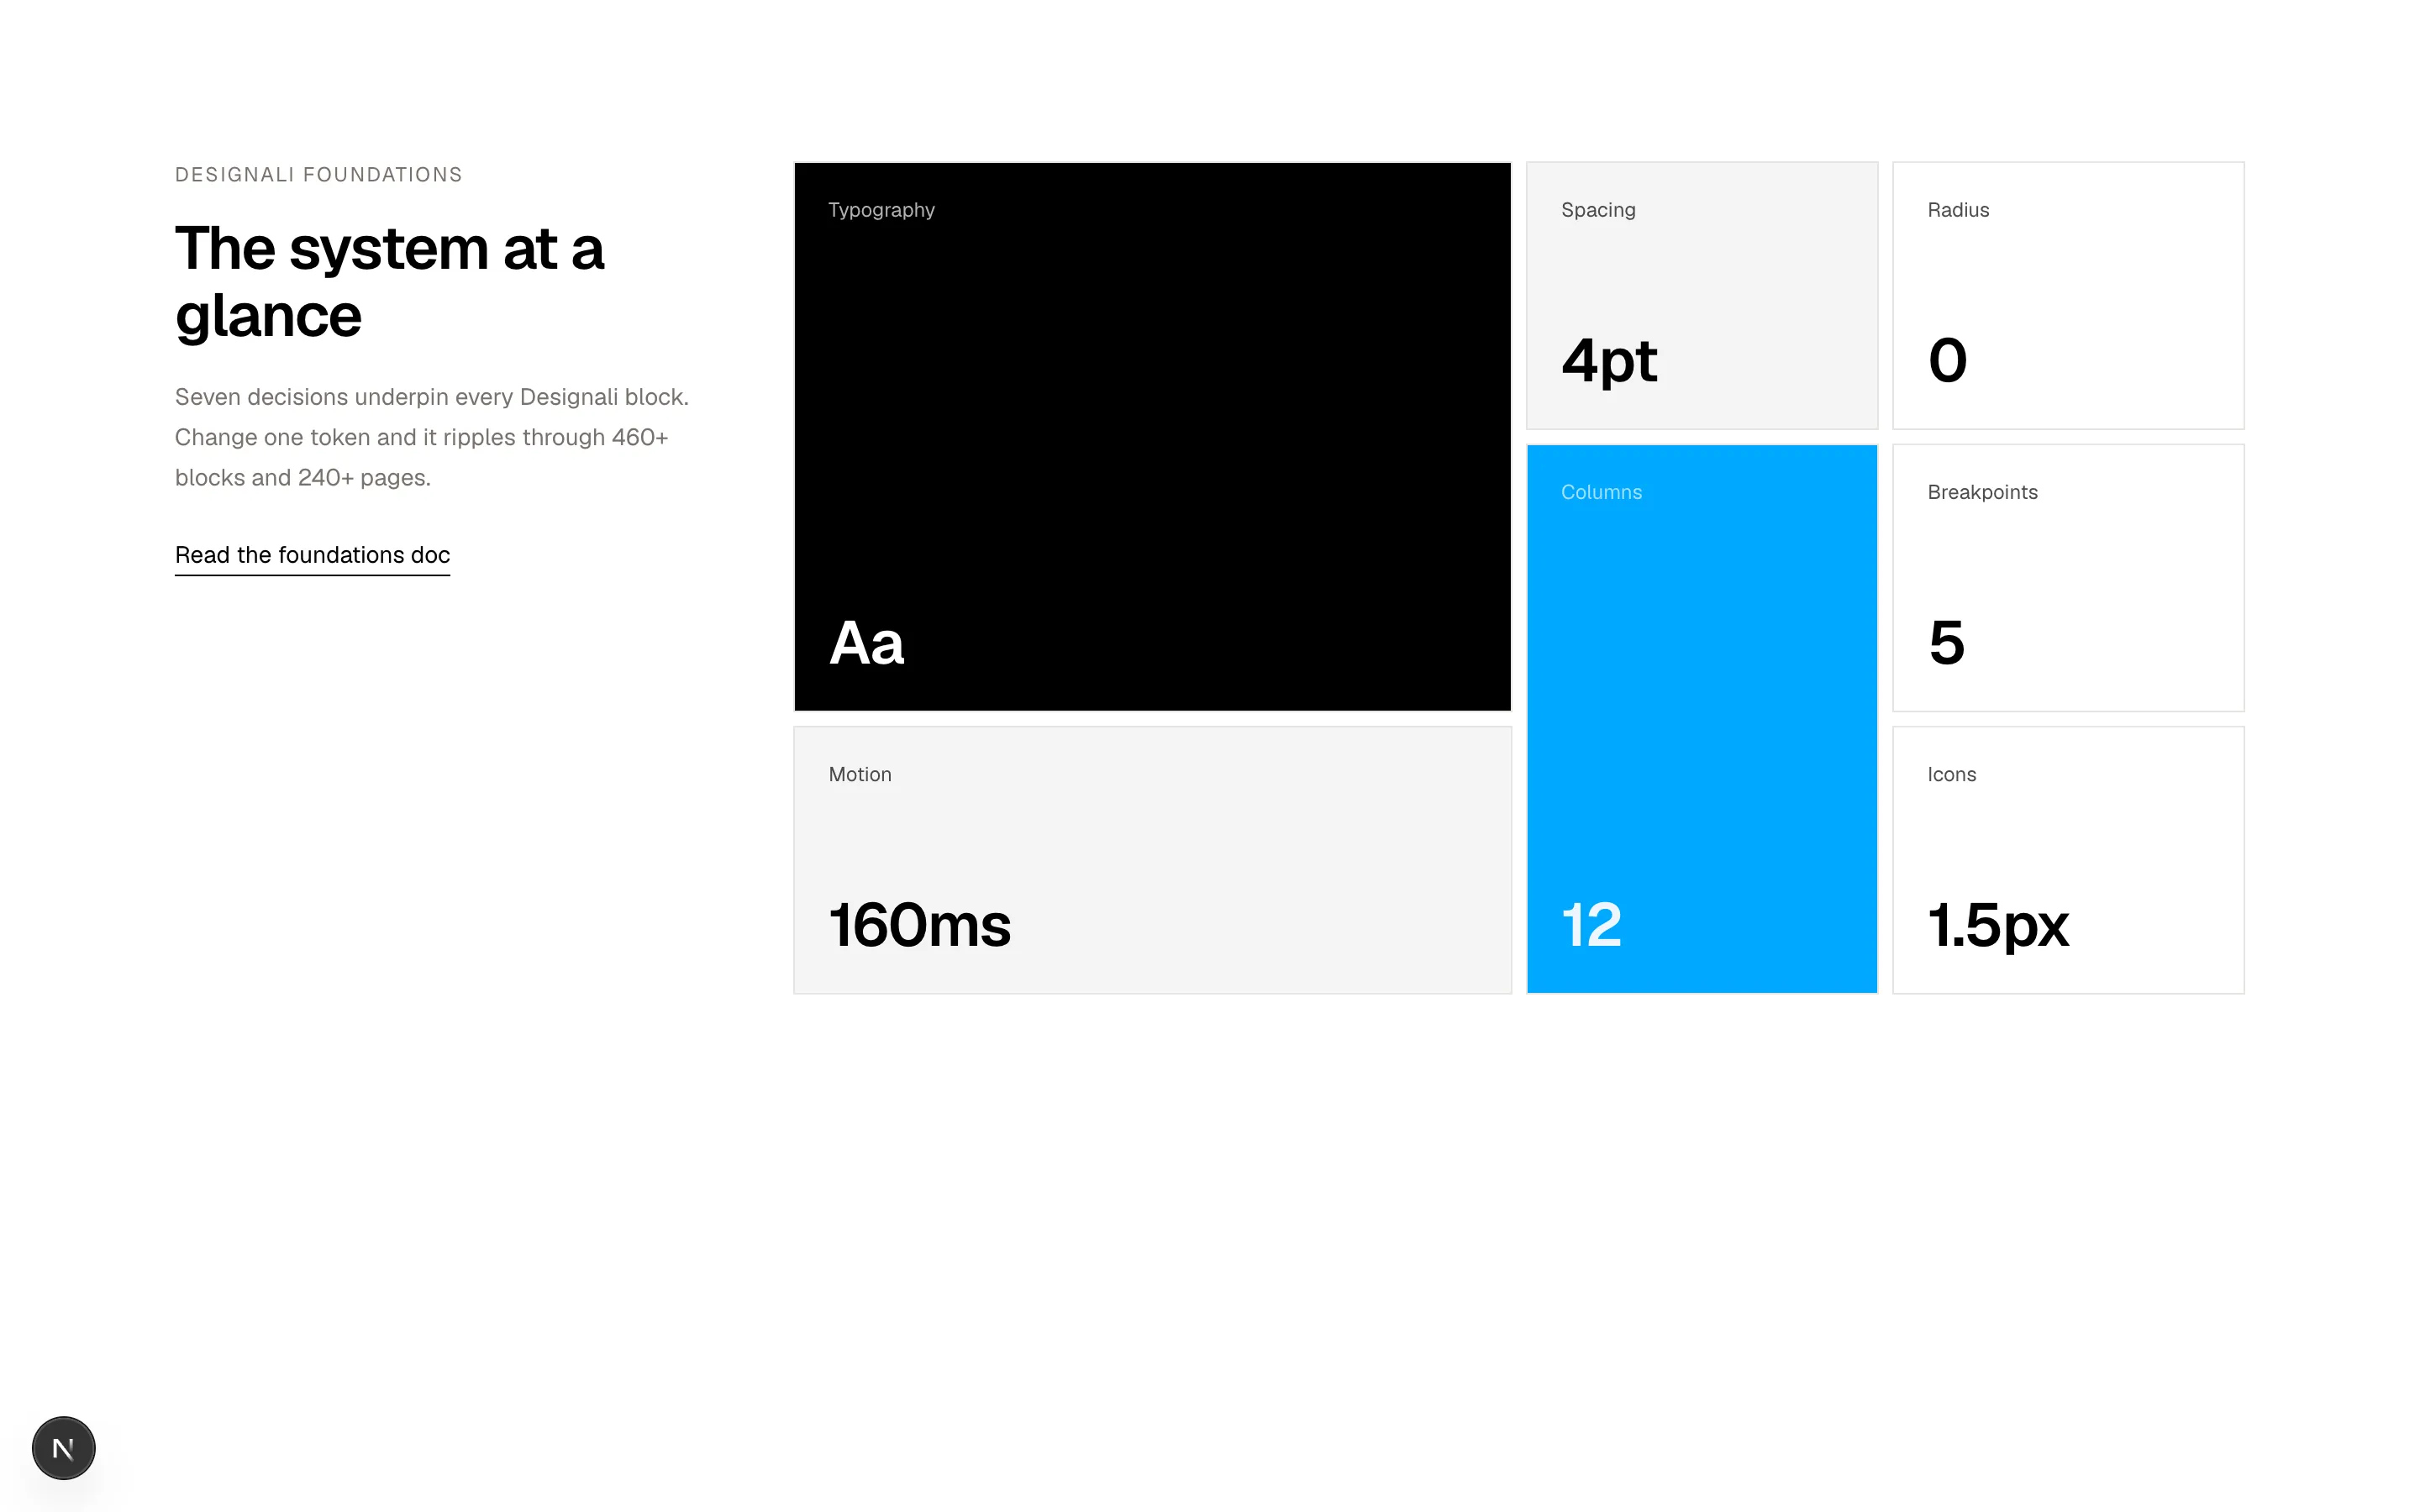 DESIGNALI FOUNDATIONS
The system at a
glance
Seven decisions underpin every Designali block.
Change one token and it ripples through 460+
blocks and 240+ pages.
Read the foundations doc
Typography
Aa
Spacing
4pt
Radius
0
Columns
12
Breakpoints
5
Motion
160ms
Icons
1.5px
N